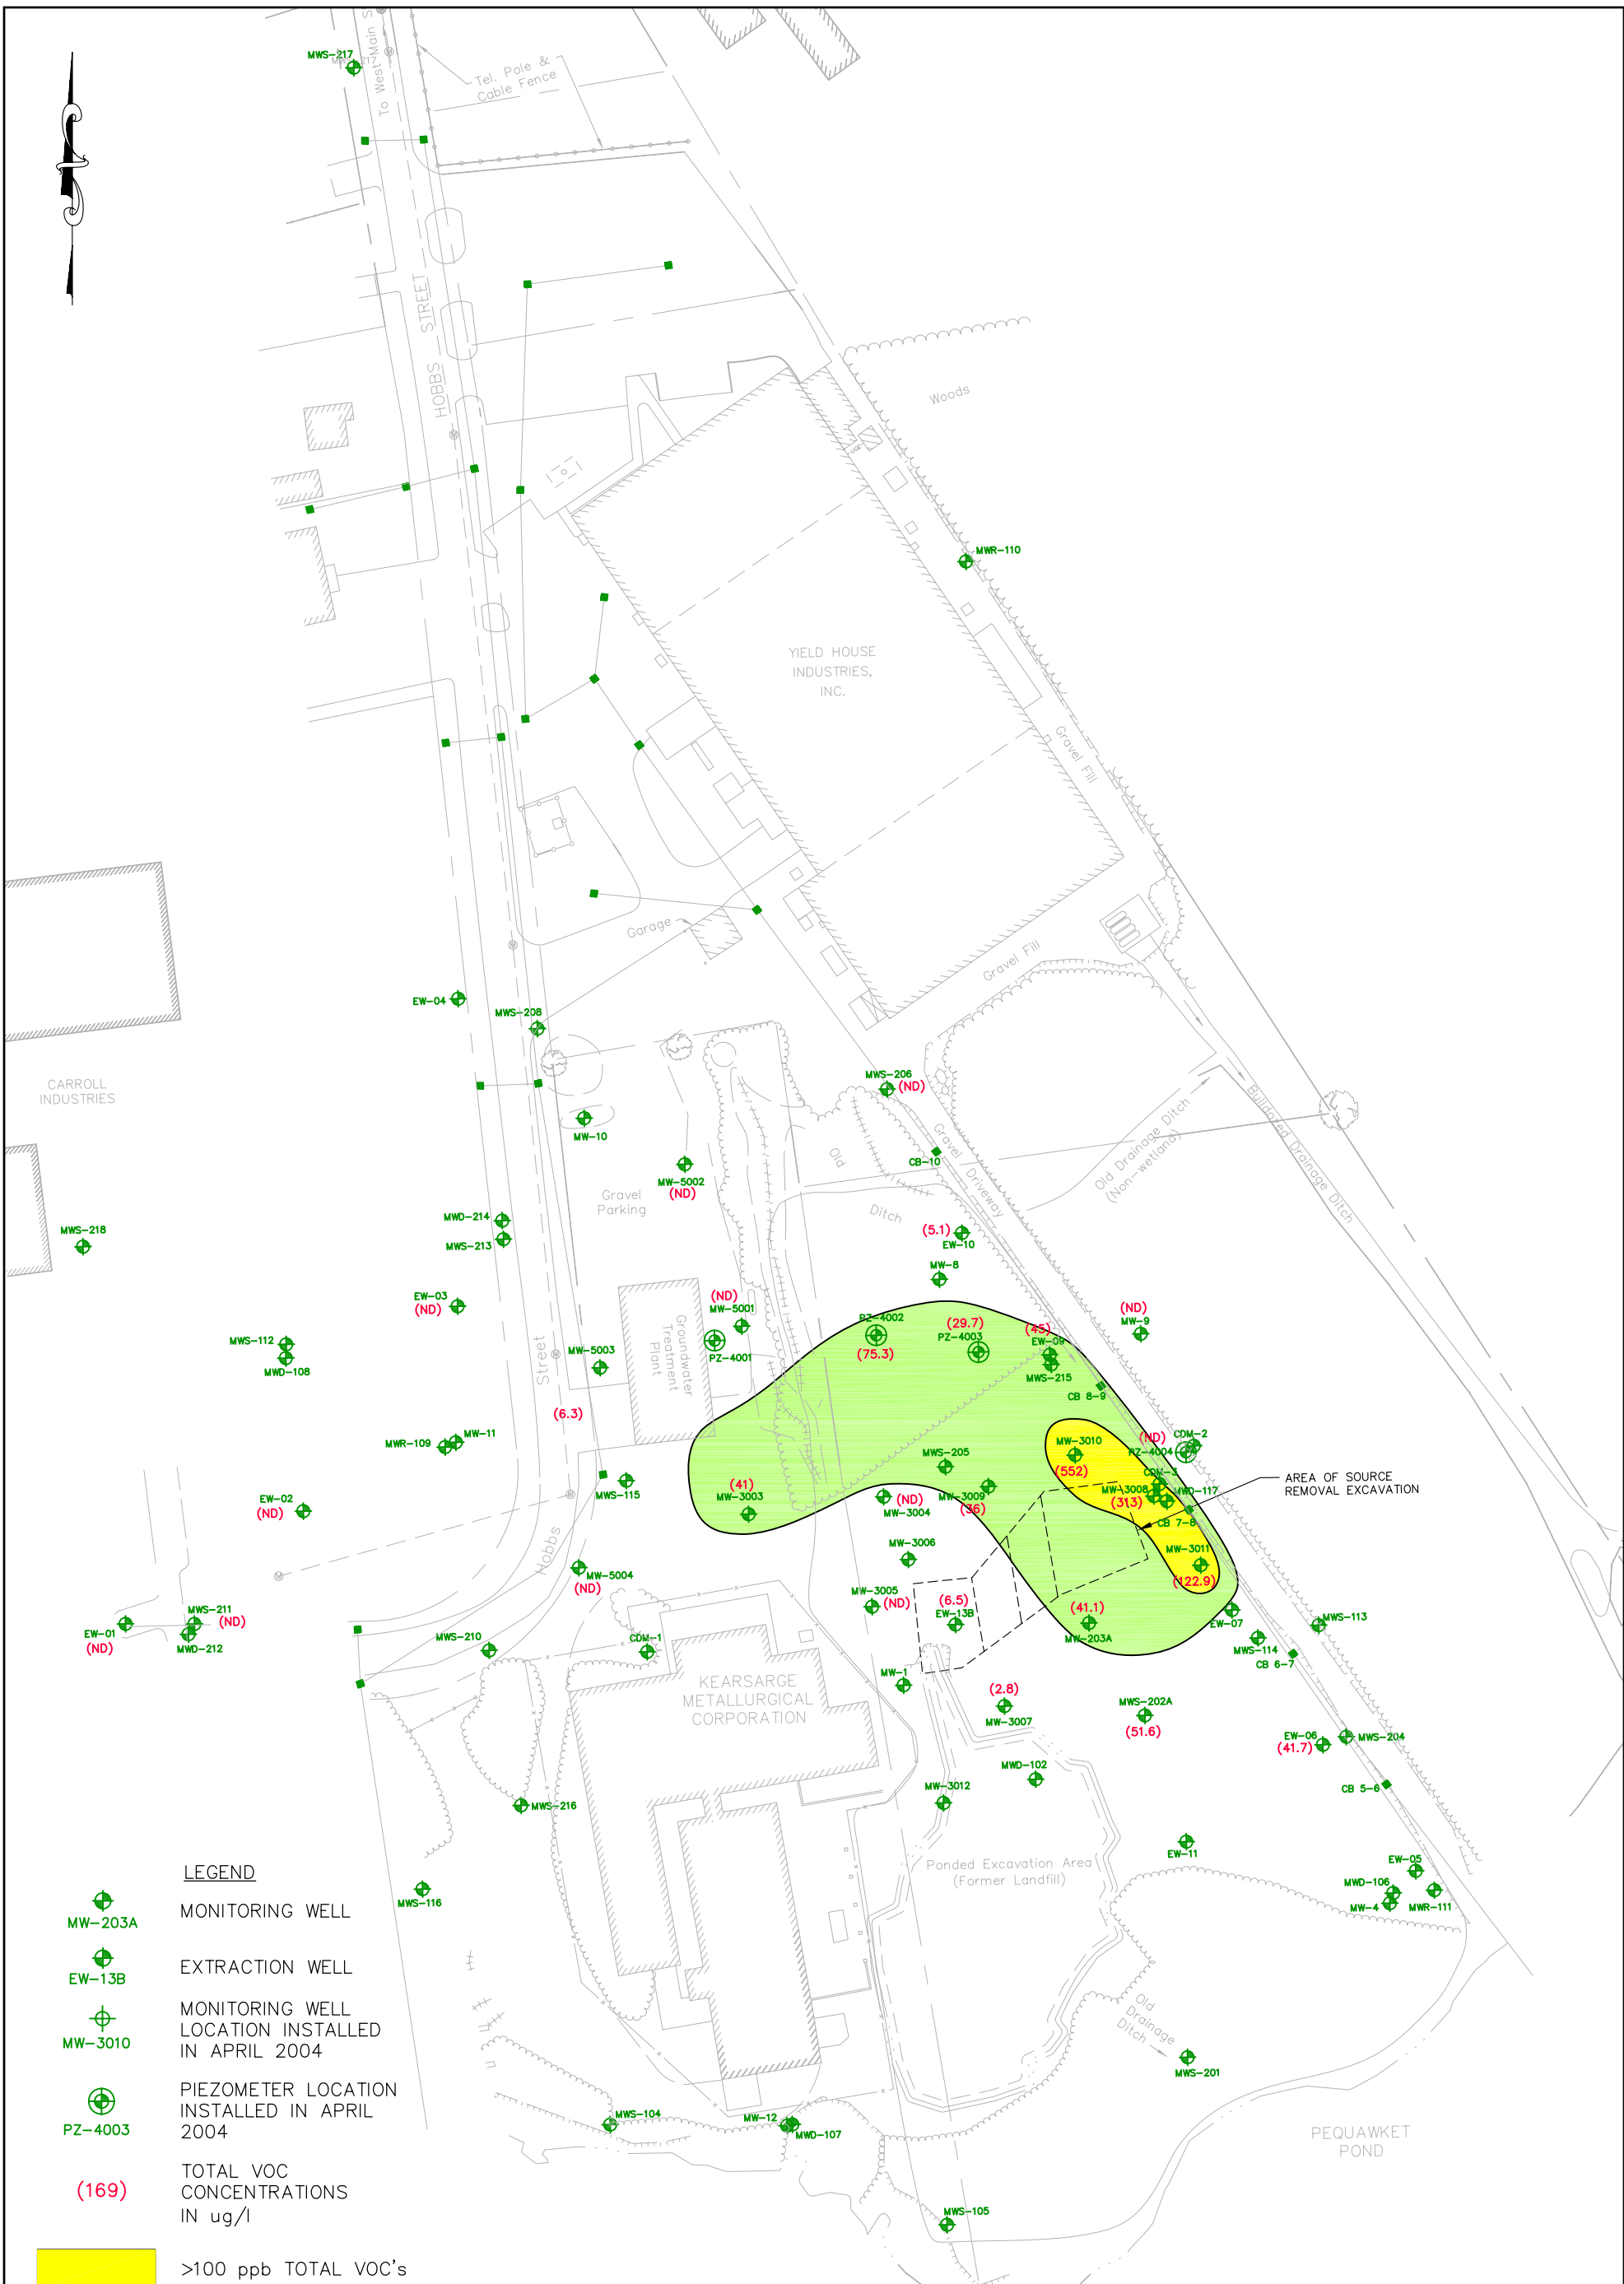 MWS-217
MWS-217
To West Main S
Tel. Pole &
Cable Fence
HOBBS STREET
HOBBS
Woods
MWR-110
YIELD HOUSE
INDUSTRIES,
INC.
Gravel Fill
Garage
Gravel Fill
EW-04
MWS-208
CARROLL
INDUSTRIES
MWS-206
(ND)
MW-10
Old Drainage Ditch
(Non-wetland)
Builded Drainage Ditch
Gravel Driveway
CB-10
Old
Ditch
MW-5002
(ND)
Gravel
Parking
MWD-214
MWS-213
MWS-218
(5.1)
EW-10
MW-8
EW-03
(ND)
(ND)
MW-5001
PZ-4001
Groundwater
Treatment
Plant
PZ-4002
(75.3)
(29.7)
PZ-4003
(45)
EW-09
MWS-215
(ND)
MW-9
MWS-112
MWD-108
MW-5003
Street
CB 8-9
(6.3)
MWR-109
MW-11
MWS-205
MW-3010
(552)
(ND)
CDM-2
PZ-4004
CDM-3
MW-3008
(313)
MWD-117
CB 7-8
AREA OF SOURCE
REMOVAL EXCAVATION
EW-02
(ND)
MWS-115
(41)
MW-3003
(ND)
MW-3004
MW-3009
(36)
Hobbs
MW-3006
MW-3011
(122.9)
MW-5004
(ND)
MW-3005
(ND)
(6.5)
EW-13B
(41.1)
MW-203A
EW-07
MWS-113
MWS-114
CB 6-7
EW-01
(ND)
MWS-211
(ND)
MWD-212
MWS-210
CDM-1
KEARSARGE
METALLURGICAL
CORPORATION
MW-1
(2.8)
MW-3007
MWS-202A
(51.6)
EW-06
(41.7)
MWS-204
MWD-102
CB 5-6
MW-3012
MWS-216
EW-11
Ponded Excavation Area
(Former Landfill)
EW-05
MWD-106
MW-4
MWR-111
MWS-116
Old
Drainage
Ditch
MWS-201
MWS-104
MW-12
MWD-107
PEQUAWKET
POND
MWS-105
LEGEND
MW-203A
MONITORING WELL
EW-13B
EXTRACTION WELL
MW-3010
MONITORING WELL
LOCATION INSTALLED
IN APRIL 2004
PZ-4003
PIEZOMETER LOCATION
INSTALLED IN APRIL
2004
(169)
TOTAL VOC
CONCENTRATIONS
IN ug/l
>100 ppb TOTAL VOC's